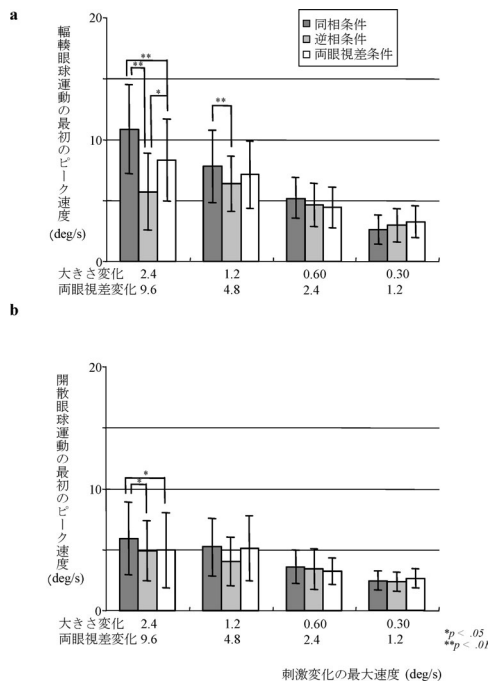 a
輻輳眼球運動の最初のピーク速度
(deg/s)
同相条件
逆相条件
両眼視差条件
20
15
10
5
0
** ** * **
大きさ変化 2.4 1.2 0.60 0.30
両眼視差変化 9.6 4.8 2.4 1.2
b
開散眼球運動の最初のピーク速度
(deg/s)
20
10
0
* *
大きさ変化 2.4 1.2 0.60 0.30
両眼視差変化 9.6 4.8 2.4 1.2
*p < .05
**p < .01
刺激変化の最大速度 (deg/s)